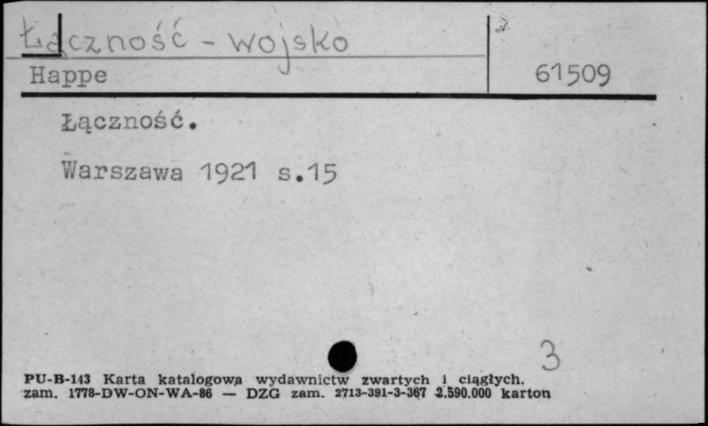 Łączność - wojsko
Happe
61509
Łączność.
Warszawa 1921 s.15
3
PU-B-143 Karta katalogowa wydawnictw zwartych i ciągłych.
zam. 1778-DW-ON-WA-86 — DZG zam. 2713-391-3-367 2.590.000 karton